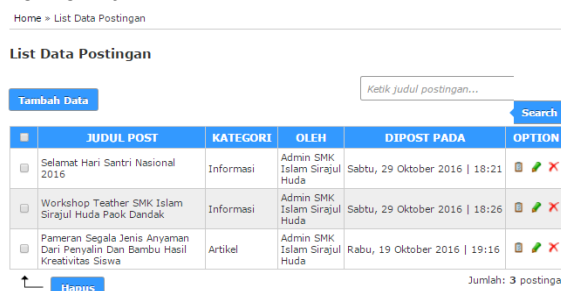 Home » List Data Postingan
List Data Postingan
Ketik judul postingan...
Tambah Data
Search
JUDUL POST KATEGORI OLEH DIPOST PADA OPTION
Selamat Hari Santri Nasional
2016
Informasi
Admin SMK
Islam Sirajul
Huda
Sabtu, 29 Oktober 2016 | 18:21
Workshop Teather SMK Islam
Sirajul Huda Paok Dandak
Informasi
Admin SMK
Islam Sirajul
Huda
Sabtu, 29 Oktober 2016 | 18:26
Pameran Segala Jenis Anyaman
Dari Penyalin Dan Bambu Hasil
Kreativitas Siswa
Artikel
Admin SMK
Islam Sirajul
Huda
Rabu, 19 Oktober 2016 | 19:16
Hapus
Jumlah: 3 postinga